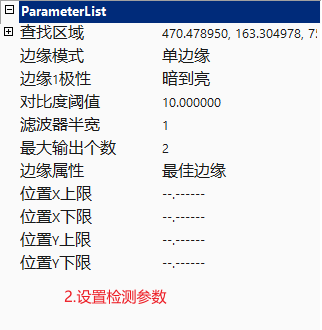 ParameterList
查找区域 470.478950, 163.304978, 75
边缘模式 单边缘
边缘1极性 暗到亮
对比度阈值 10.000000
滤波器半宽 1
最大输出个数 2
边缘属性 最佳边缘
位置X上限 --.------
位置X下限 --.------
位置Y上限 --.------
位置Y下限 --.------
2.设置检测参数